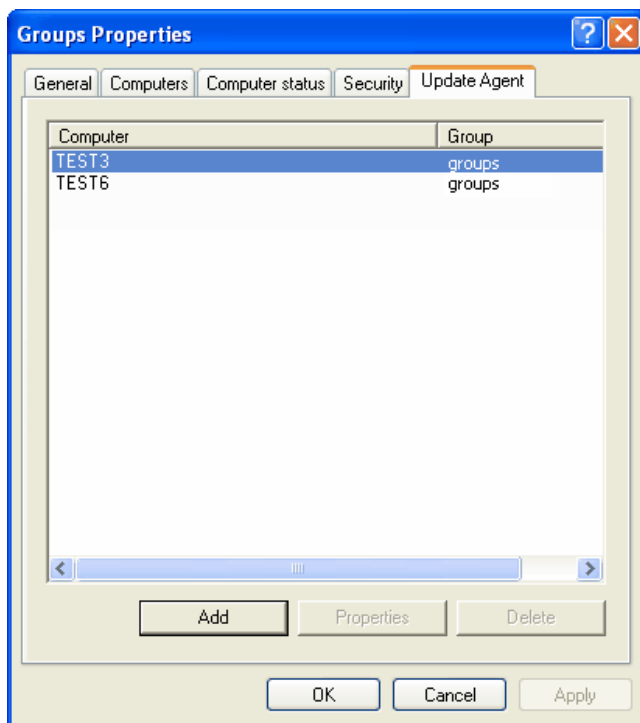 Groups Properties
General Computers Computer status Security Update Agent
Computer Group
TEST3 groups
TEST6 groups
Add Properties Delete
OK Cancel Apply